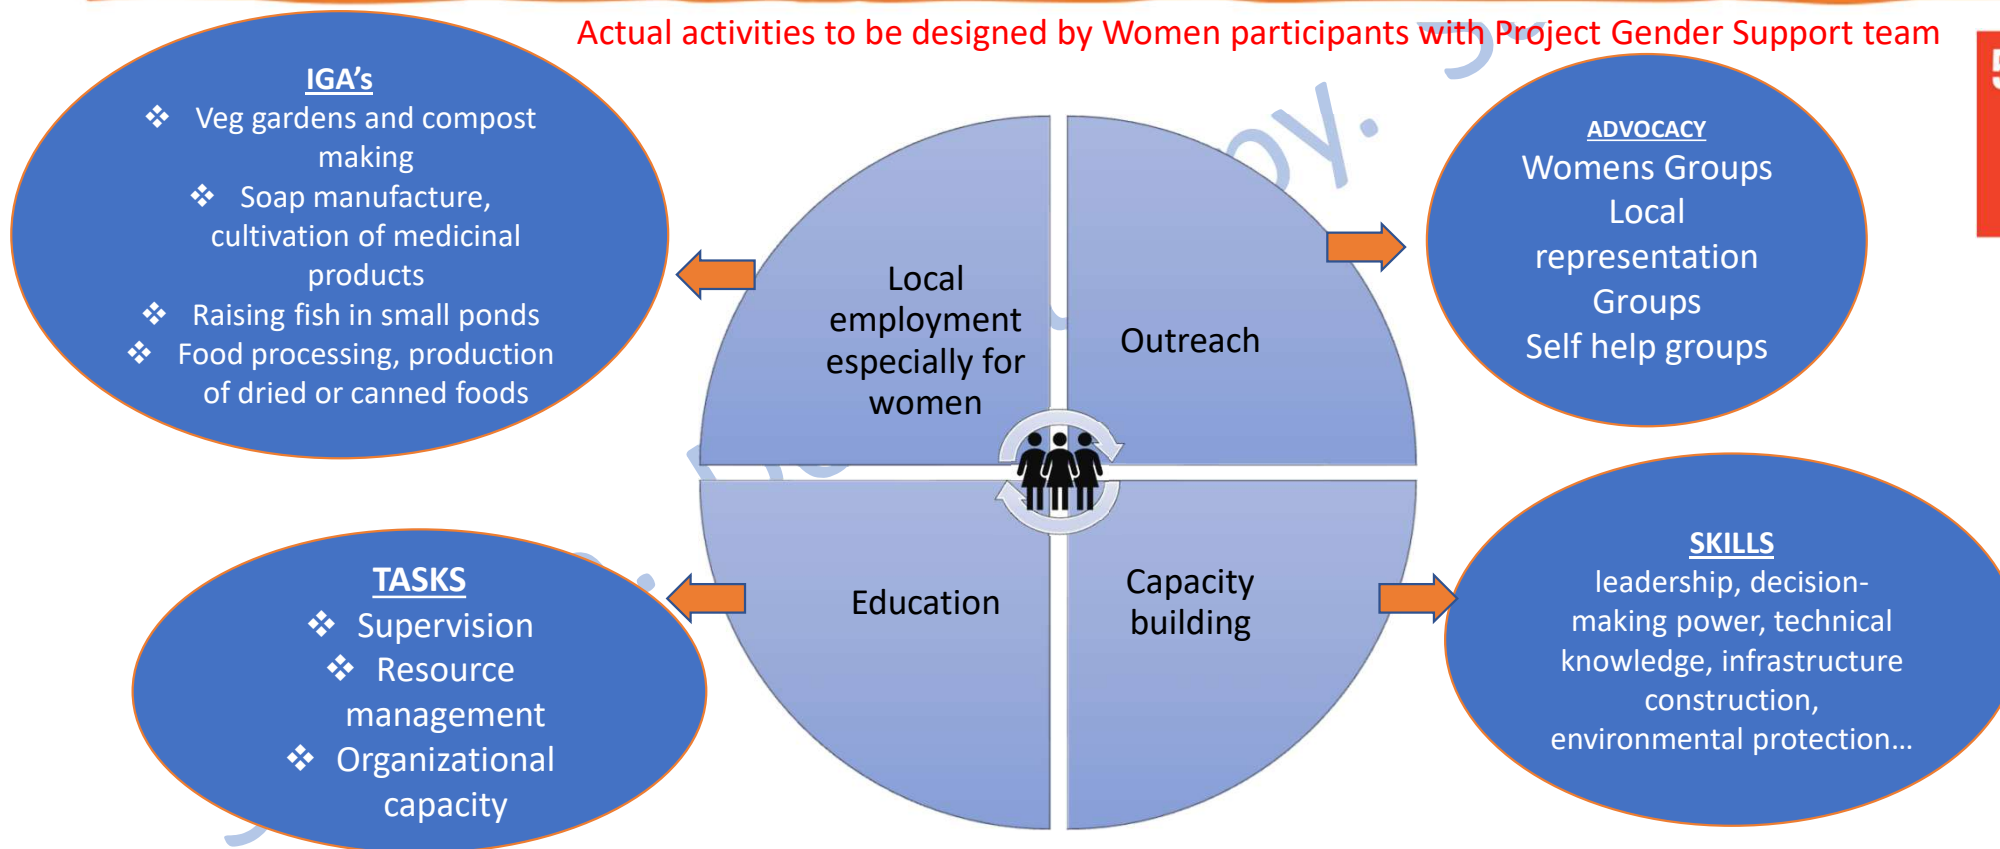 Actual activities to be designed by Women participants with Project Gender Support team
5
IGA's
❖ Veg gardens and compost
making
❖ Soap manufacture,
cultivation of medicinal
products
❖ Raising fish in small ponds
❖ Food processing, production
of dried or canned foods
Local
employment
especially for
women
Outreach
ADVOCACY
Womens Groups
Local
representation
Groups
Self help groups
TASKS
❖ Supervision
❖ Resource
management
❖ Organizational
capacity
Education
Capacity
building
SKILLS
leadership, decision-
making power, technical
knowledge, infrastructure
construction,
environmental protection...